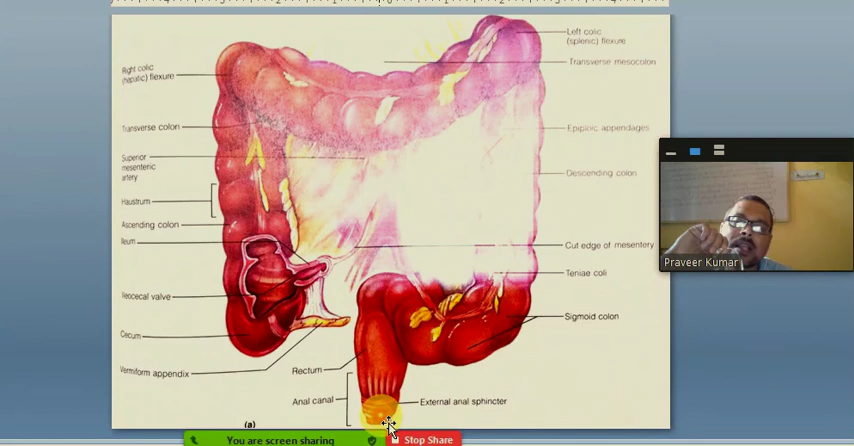 Left colic
(splenic) flexure
Transverse mesocolon
Right colic
(hepatic) flexure
Transverse colon
Epiploic appendages
Superior
mesenteric
artery
Descending colon
Haustrum
Ascending colon
Ileum
Cut edge of mesentery
Teniae coli
Ileocecal valve
Sigmoid colon
Cecum
Vermiform appendix
Rectum
Anal canal
External anal sphincter
(a)
Praveer Kumar
You are screen sharing
Stop Share